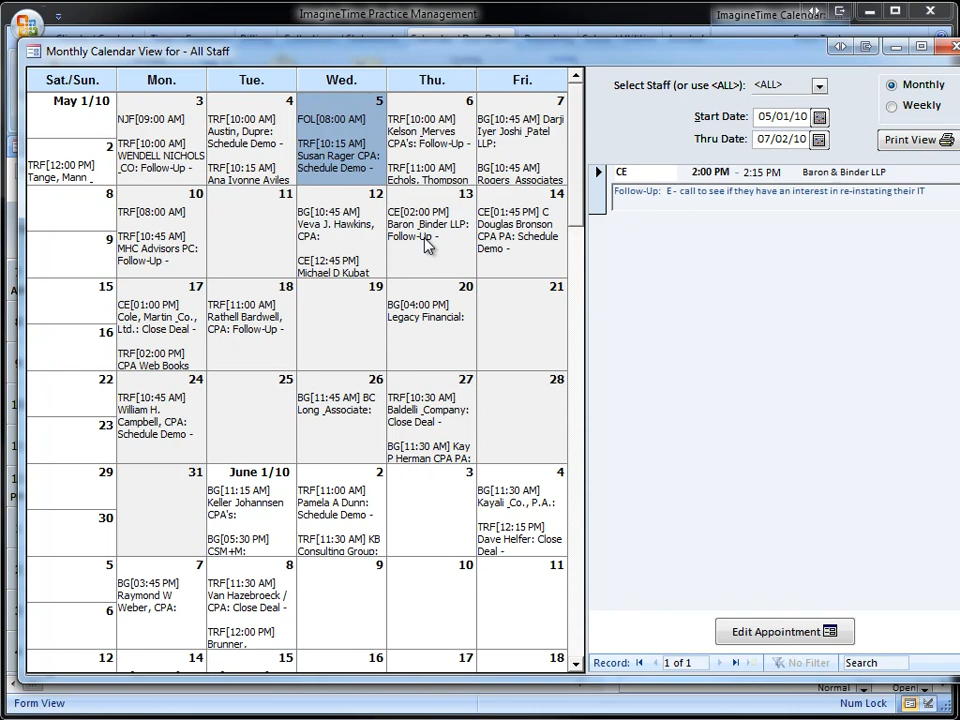 ImagineTime Practice Management
ImagineTime Calendar:
Monthly Calendar View for - All Staff
Sat./Sun. Mon. Tue. Wed. Thu. Fri.
May 1/10 3 4 5 6 7
NJF[09:00 AM]
TRF[10:00 AM]
WENDELL NICHOLS
_CO: Follow-Up -
TRF[10:00 AM]
Austin, Dupre:
Schedule Demo -
TRF[10:15 AM]
Ana Ivonne Aviles
FOL[08:00 AM]
TRF[10:15 AM]
Susan Rager CPA:
Schedule Demo -
TRF[10:00 AM]
Kelson _Merves
CPA's: Follow-Up -
TRF[11:00 AM]
Echols, Thompson
BG[10:45 AM] Darji
Iyer Joshi _Patel
LLP:
BG[10:45 AM]
Rogers_Associates
2
TRF[12:00 PM]
Tange, Mann _
8 10 11 12 13 14
9
TRF[08:00 AM]
TRF[10:45 AM]
MHC Advisors PC:
Follow-Up -
BG[10:45 AM]
Veva J. Hawkins,
CPA:
CE[12:45 PM]
Michael D Kubat
CE[02:00 PM]
Baron _Binder LLP:
Follow-Up -
CE[01:45 PM] C
Douglas Bronson
CPA PA: Schedule
Demo -
15 17 18 19 20 21
16
CE[01:00 PM]
Cole, Martin _Co.,
Ltd.: Close Deal -
TRF[02:00 PM]
CPA Web Books
TRF[11:00 AM]
Rathell Bardwell,
CPA: Follow-Up -
BG[04:00 PM]
Legacy Financial:
22 24 25 26 27 28
23
TRF[10:45 AM]
William H.
Campbell, CPA:
Schedule Demo -
BG[11:45 AM] BC
Long _Associate:
TRF[10:30 AM]
Baldelli _Company:
Close Deal -
BG[11:30 AM] Kay
P Herman CPA PA:
29 31 June 1/10 2 3 4
30
BG[11:15 AM]
Keller Johannsen
CPA's:
BG[05:30 PM]
CSM+M:
TRF[11:00 AM]
Pamela A Dunn:
Schedule Demo -
TRF[11:30 AM] KB
Consulting Group:
BG[11:30 AM]
Kayali _Co., P.A.:
TRF[12:15 PM]
Dave Helfer: Close
Deal -
5 7 8 9 10 11
6
BG[03:45 PM]
Raymond W
Weber, CPA:
TRF[11:30 AM]
Van Hazebroeck /
CPA: Close Deal -
TRF[12:00 PM]
Brunner,
12 14 15 16 17 18
Select Staff (or use <ALL>) <ALL>
Monthly
Weekly
Start Date: 05/01/10
Thru Date: 07/02/10
Print View
CE 2:00 PM - 2:15 PM Baron & Binder LLP
Follow-Up: E - call to see if they have an interest in re-instating their IT
Edit Appointment
Record: 1 of 1 No Filter Search
Normal Open
Form View Num Lock